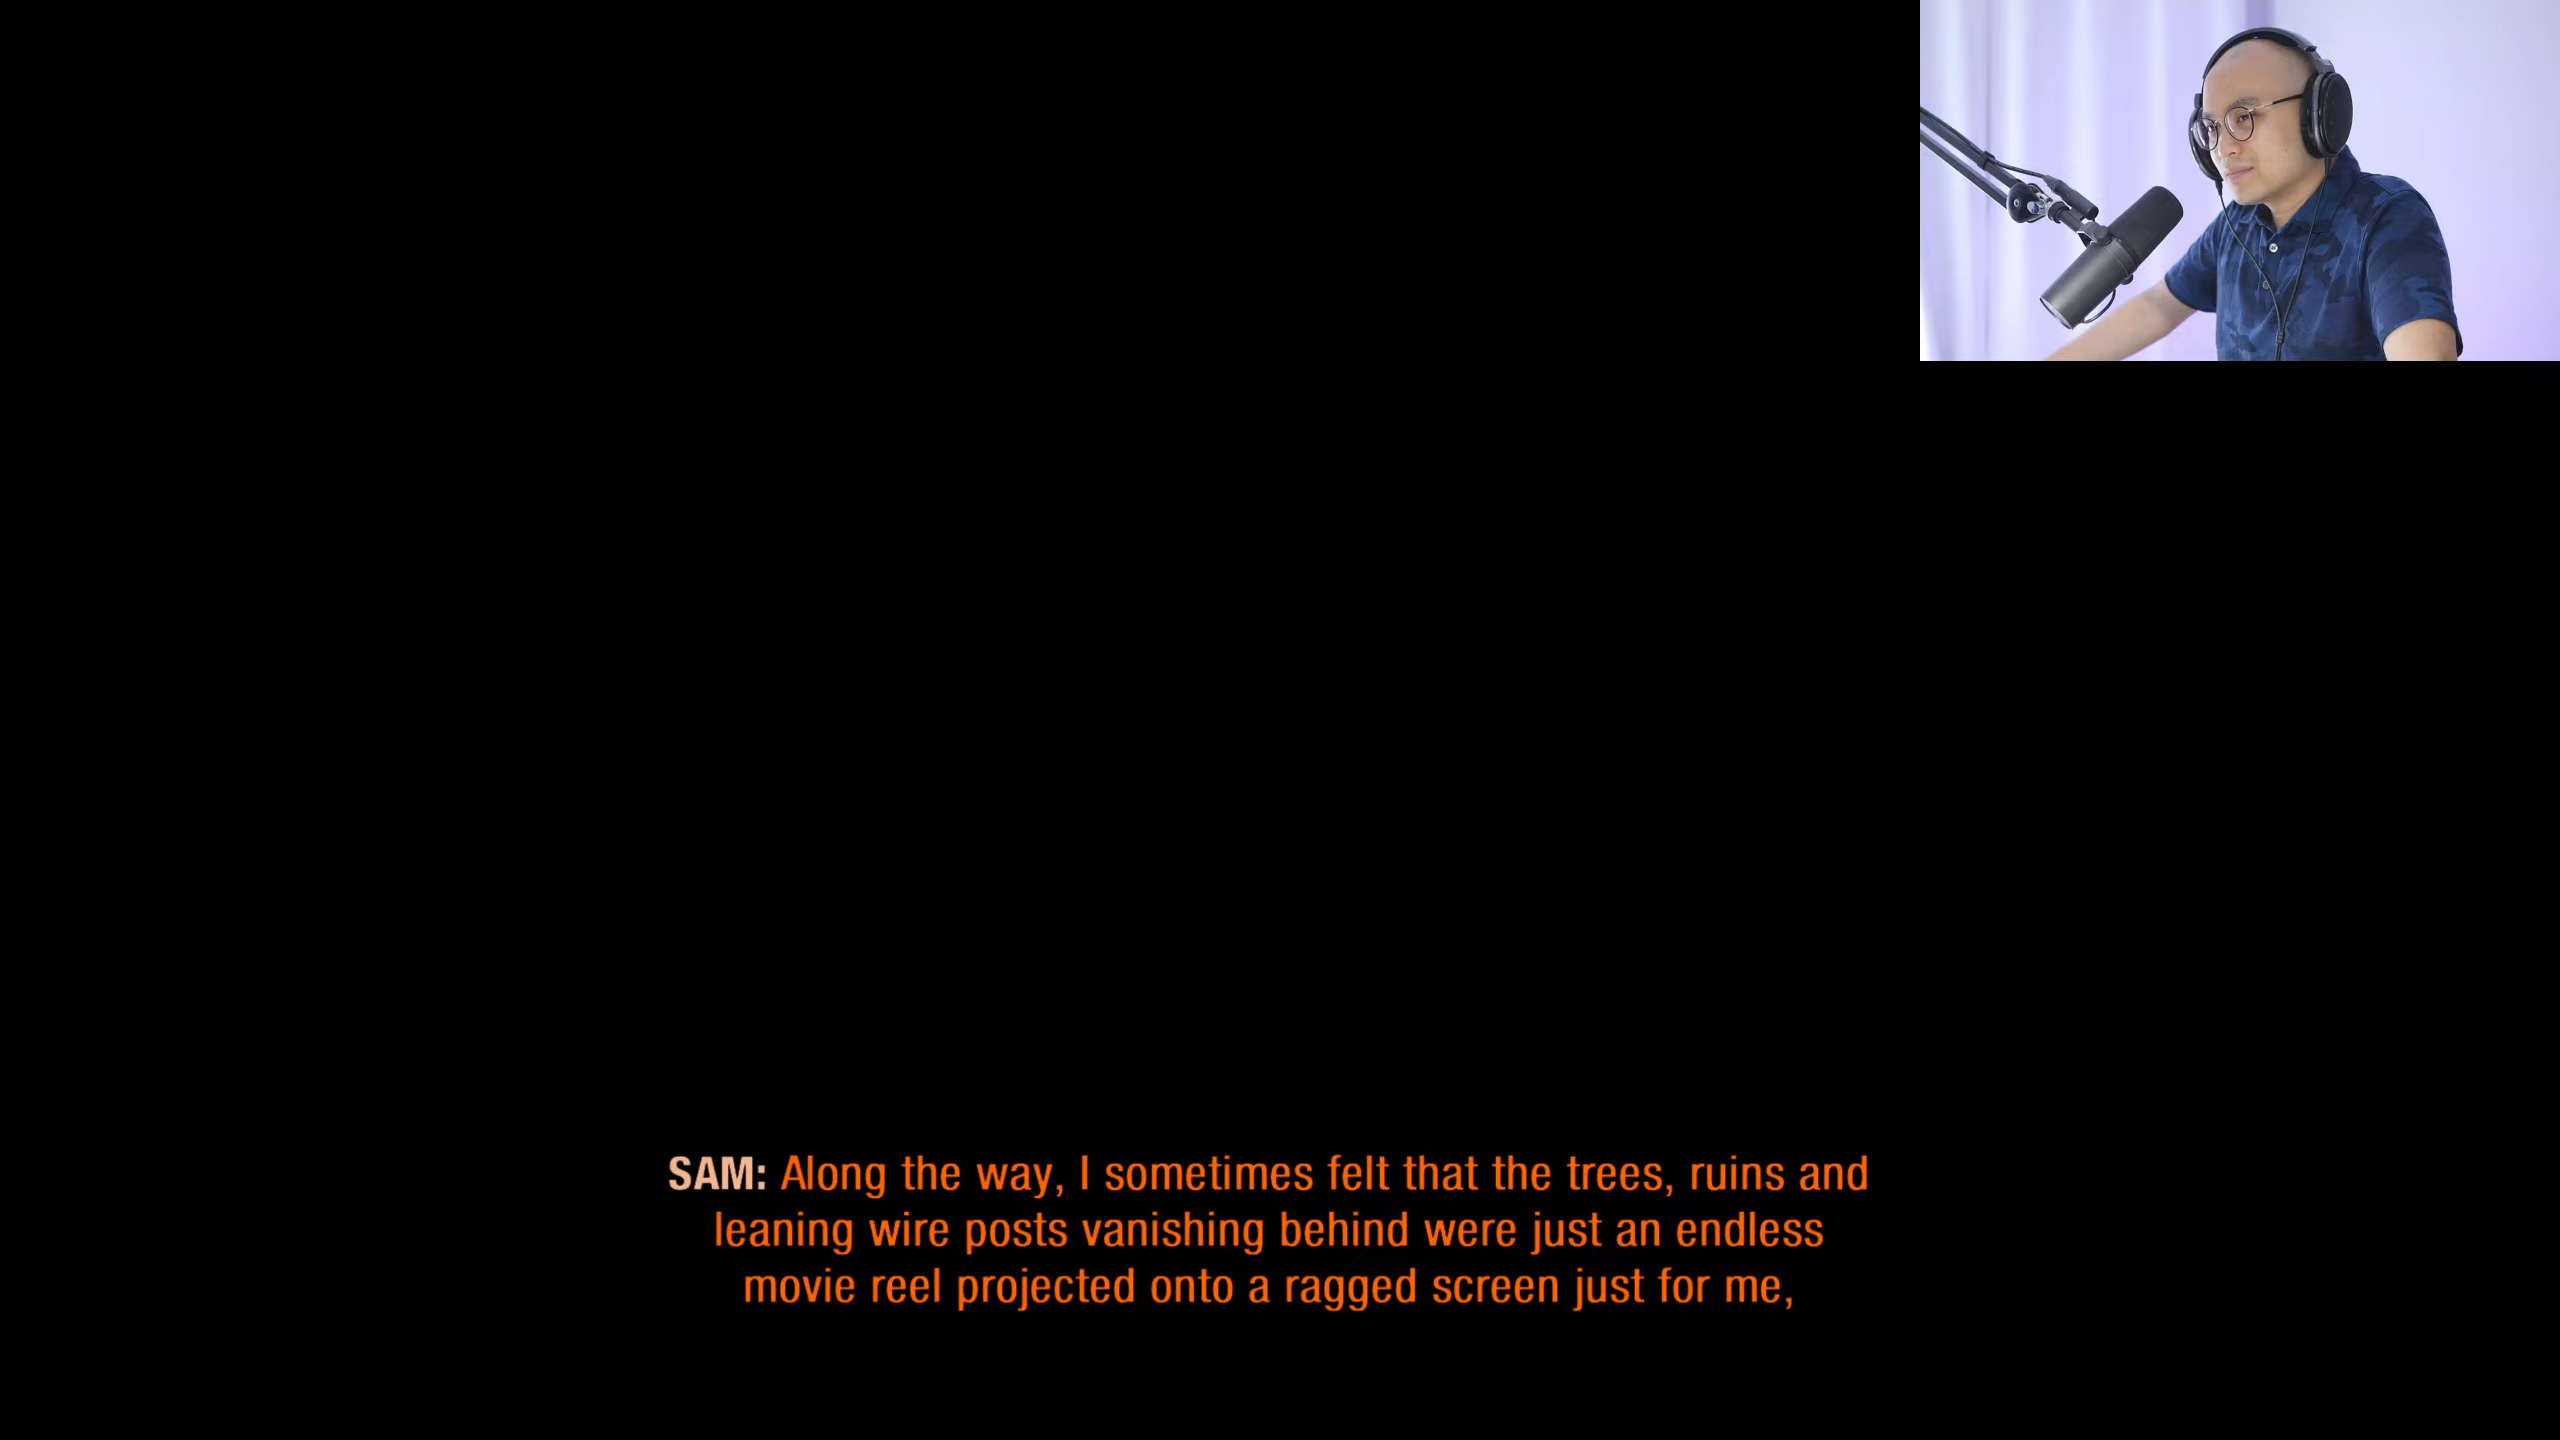 SAM: Along the way, I sometimes felt that the trees, ruins and
leaning wire posts vanishing behind were just an endless
movie reel projected onto a ragged screen just for me,